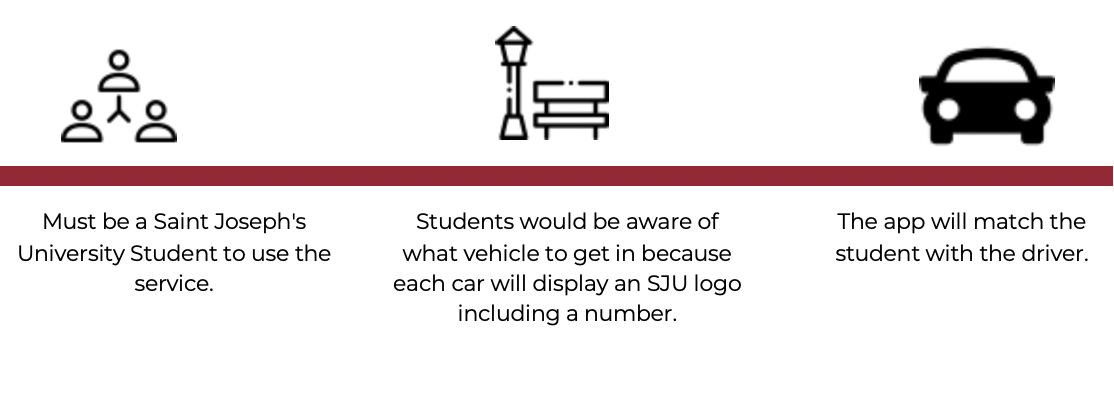 Must be a Saint Joseph's
University Student to use the
service.
Students would be aware of
what vehicle to get in because
each car will display an SJU logo
including a number.
The app will match the
student with the driver.